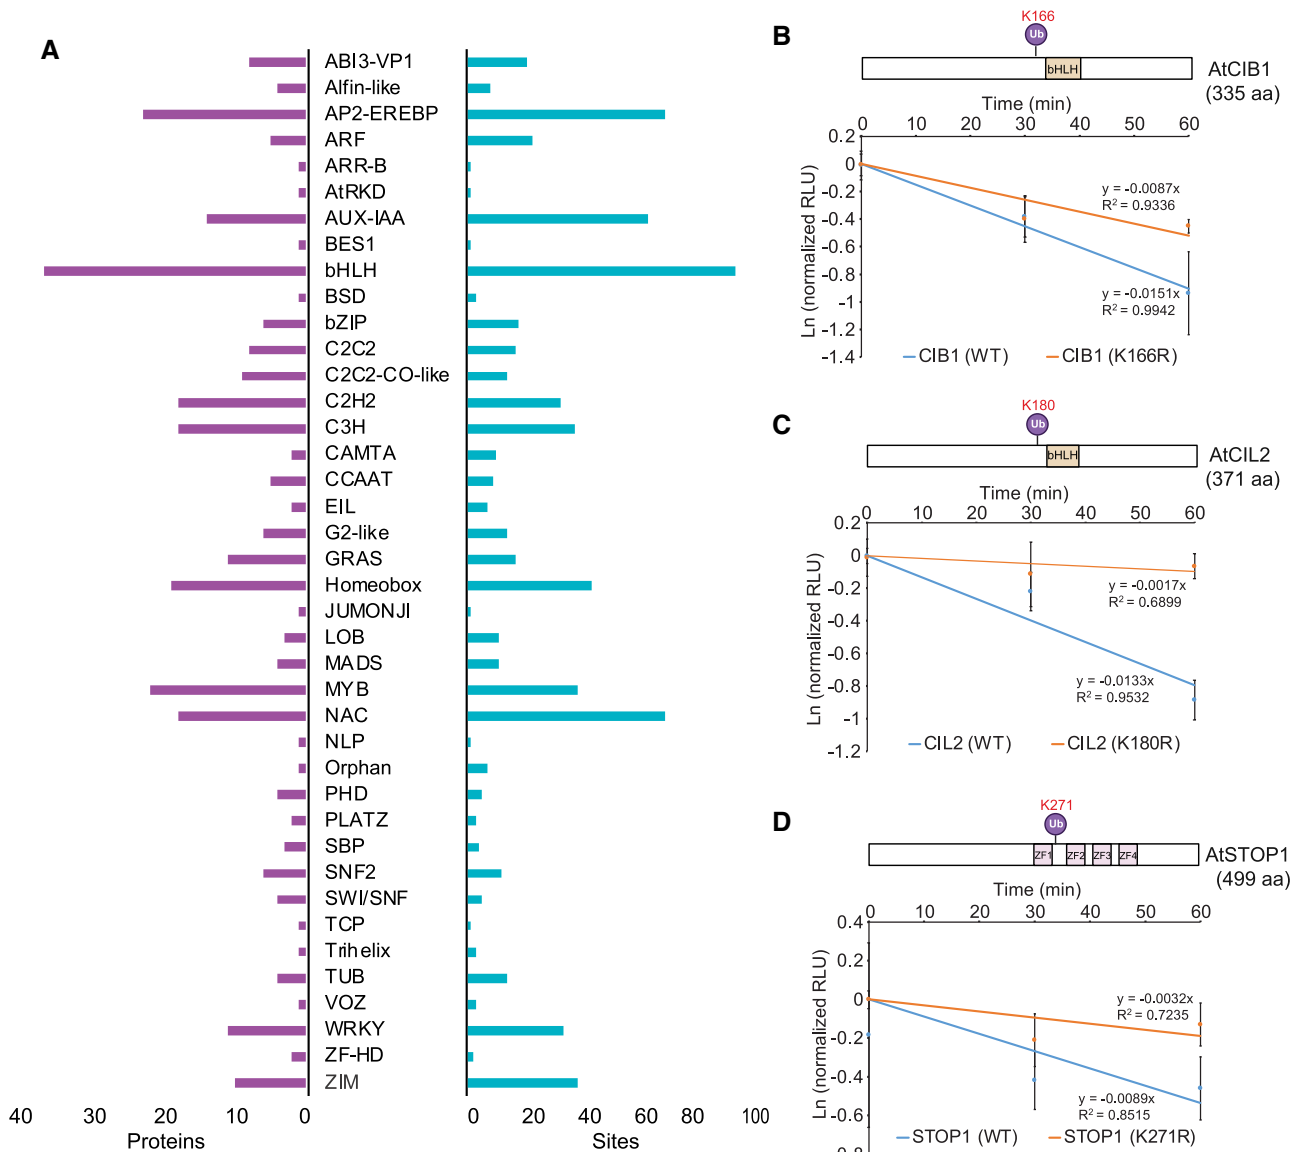 A
ABI3-VP1
Alfin-like
AP2-EREBP
ARF
ARR-B
AtRKD
AUX-IAA
BES1
bHLH
BSD
bZIP
C2C2
C2C2-CO-like
C2H2
C3H
CAMTA
CCAAT
EIL
G2-like
GRAS
Homeobox
JUMONJI
LOB
MADS
MYB
NAC
NLP
Orphan
PHD
PLATZ
SBP
SNF2
SWI/SNF
TCP
Trihelix
TUB
VOZ
WRKY
ZF-HD
ZIM
40 30 20 10 0
Proteins
0 20 40 60 80 100
Sites
B
K166
Ub
bHLH
AtCIB1
(335 aa)
Time (min)
0 10 20 30 40 50 60
Ln (normalized RLU)
0.2
0
-0.2
-0.4
-0.6
-0.8
-1
-1.2
-1.4
y = -0.0087x
R² = 0.9336
y = -0.0151x
R² = 0.9942
CIB1 (WT) CIB1 (K166R)
C
K180
Ub
bHLH
AtCIL2
(371 aa)
Time (min)
0 10 20 30 40 50 60
Ln (normalized RLU)
0.2
0
-0.2
-0.4
-0.6
-0.8
-1
-1.2
y = -0.0017x
R² = 0.6899
y = -0.0133x
R² = 0.9532
CIL2 (WT) CIL2 (K180R)
D
K271
Ub
ZF1 ZF2 ZF3 ZF4
AtSTOP1
(499 aa)
Time (min)
0 10 20 30 40 50 60
Ln (normalized RLU)
0.4
0.2
0
-0.2
-0.4
-0.6
y = -0.0032x
R² = 0.7235
y = -0.0089x
R² = 0.8515
STOP1 (WT) STOP1 (K271R)